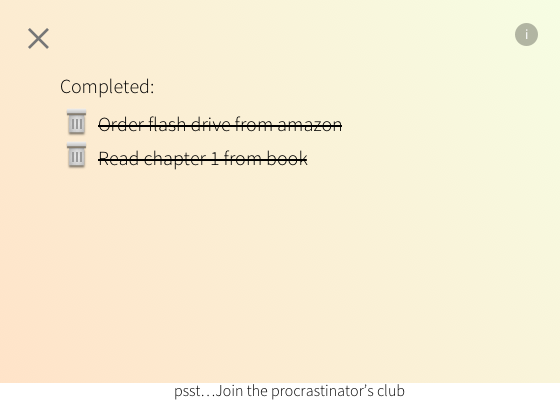 i
Completed:
Order flash drive from amazon
Read chapter 1 from book
psst...Join the procrastinator's club